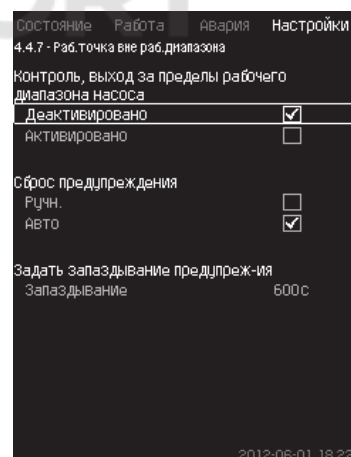 Состояние Работа Авария Настройки
4.4.7 - Раб.точка вне раб.диапазона
Контроль, выход за пределы рабочего
диапазона насоса
Деактивировано
Активировано
Сброс предупреждения
Ручн.
Авто
Задать запаздывание предупреж-ия
Запаздывание 600с
2012-06-01 18:22